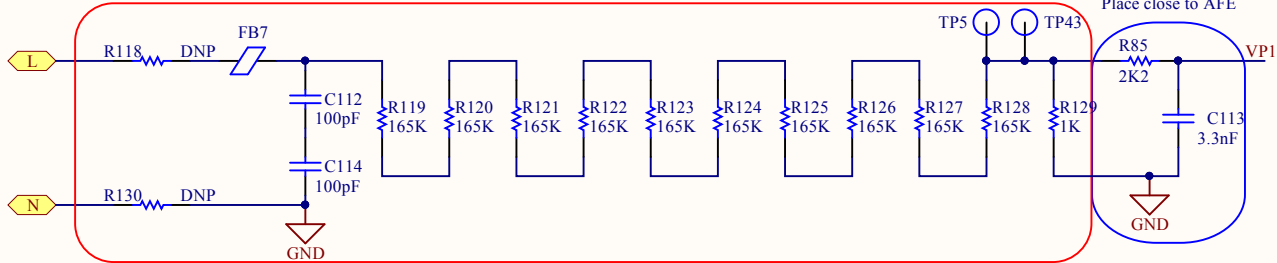 Place close to AFE
TP5 TP43
FB7
L R118 DNP R85 VP1
2K2
C112
100pF
R119 R120 R121 R122 R123 R124 R125 R126 R127 R128 R129
165K 165K 165K 165K 165K 165K 165K 165K 165K 165K 1K
C113
3.3nF
C114
100pF
N R130 DNP
GND
GND